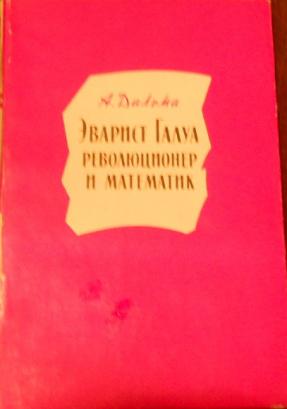 А. Дальма
ЭВАРИСТ ГАЛУА
РЕВОЛЮЦИОНЕР
И МАТЕМАТИК